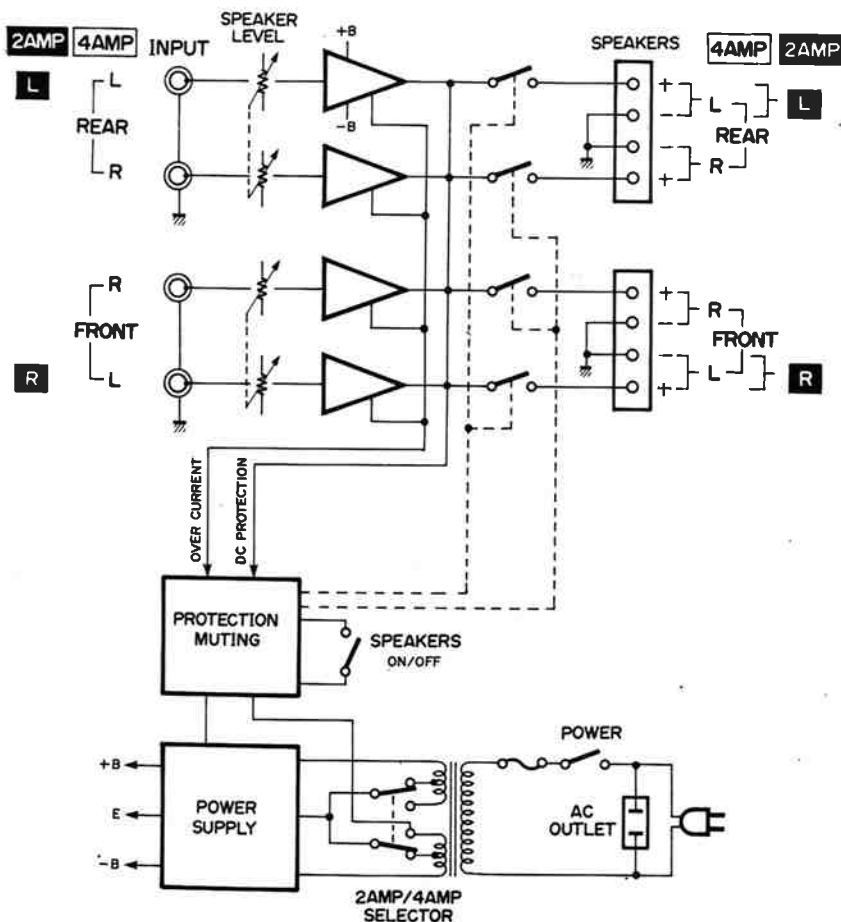 2AMP 4AMP INPUT
SPEAKER
LEVEL
+B
-B
SPEAKERS
4AMP 2AMP
L
L
REAR
R
+
-
-
+
L
REAR
R
L
R
FRONT
L
R
+
-
-
+
R
FRONT
L
R
OVER CURRENT
DC PROTECTION
PROTECTION
MUTING
SPEAKERS
ON/OFF
POWER
+B
E
-B
POWER
SUPPLY
AC
OUTLET
2AMP/4AMP
SELECTOR